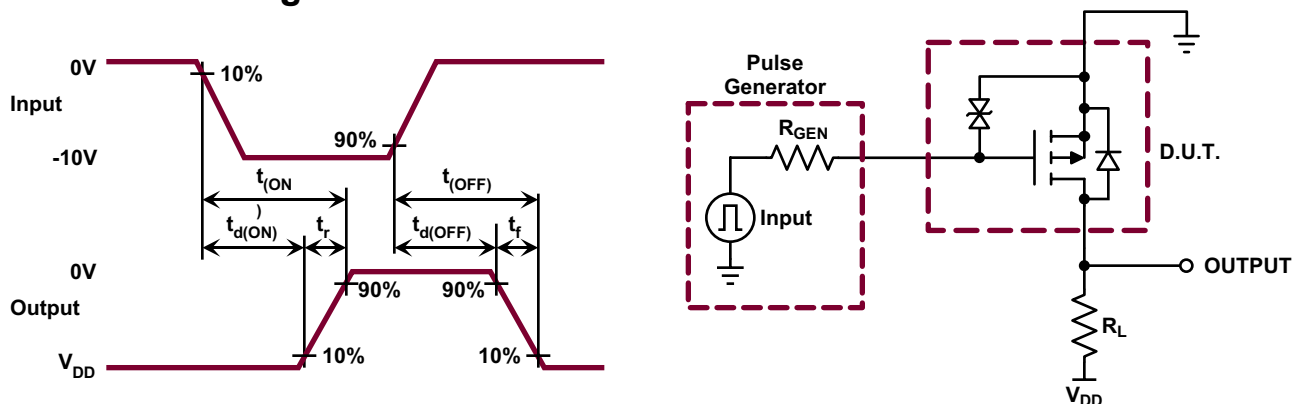 0V
10%
Input
90%
-10V
t(ON
)
t(OFF)
td(ON)
tr
td(OFF)
tf
0V
90%
90%
Output
10%
10%
VDD
Pulse
Generator
RGEN
Input
D.U.T.
OUTPUT
RL
VDD